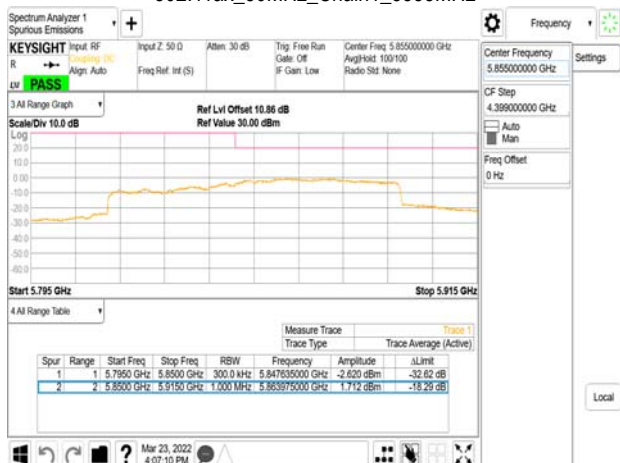 Spectrum Analyzer 1
Spurious Emissions
Frequency
KEYSIGHT Input: RF
Coupling: DC
Align: Auto
Input Z: 50 Ω
Freq Ref: Int (S)
Atten: 30 dB
Trig: Free Run
Gate: Off
IF Gain: Low
Center Freq: 5.855000000 GHz
Avg|Hold: 100/100
Radio Std: None
R
LV PASS
Center Frequency
5.855000000 GHz
Settings
CF Step
4.399000000 GHz
Auto
Man
Freq Offset
0 Hz
3 All Range Graph
Ref Lvl Offset 10.86 dB
Scale/Div 10.0 dB
Ref Value 30.00 dBm
Log
20.0
10.0
0.00
-10.0
-20.0
-30.0
-40.0
-50.0
-60.0
Start 5.795 GHz
Stop 5.915 GHz
4 All Range Table
Measure Trace Trace 1
Trace Type Trace Average (Active)
Spur Range Start Freq Stop Freq RBW Frequency Amplitude ΔLimit
1 1 5.7950 GHz 5.8500 GHz 300.0 kHz 5.847635000 GHz -2.620 dBm -32.62 dB
2 2 5.8500 GHz 5.9150 GHz 1.000 MHz 5.863975000 GHz 1.712 dBm -18.29 dB
Local
?
Mar 23, 2022
4:07:10 PM